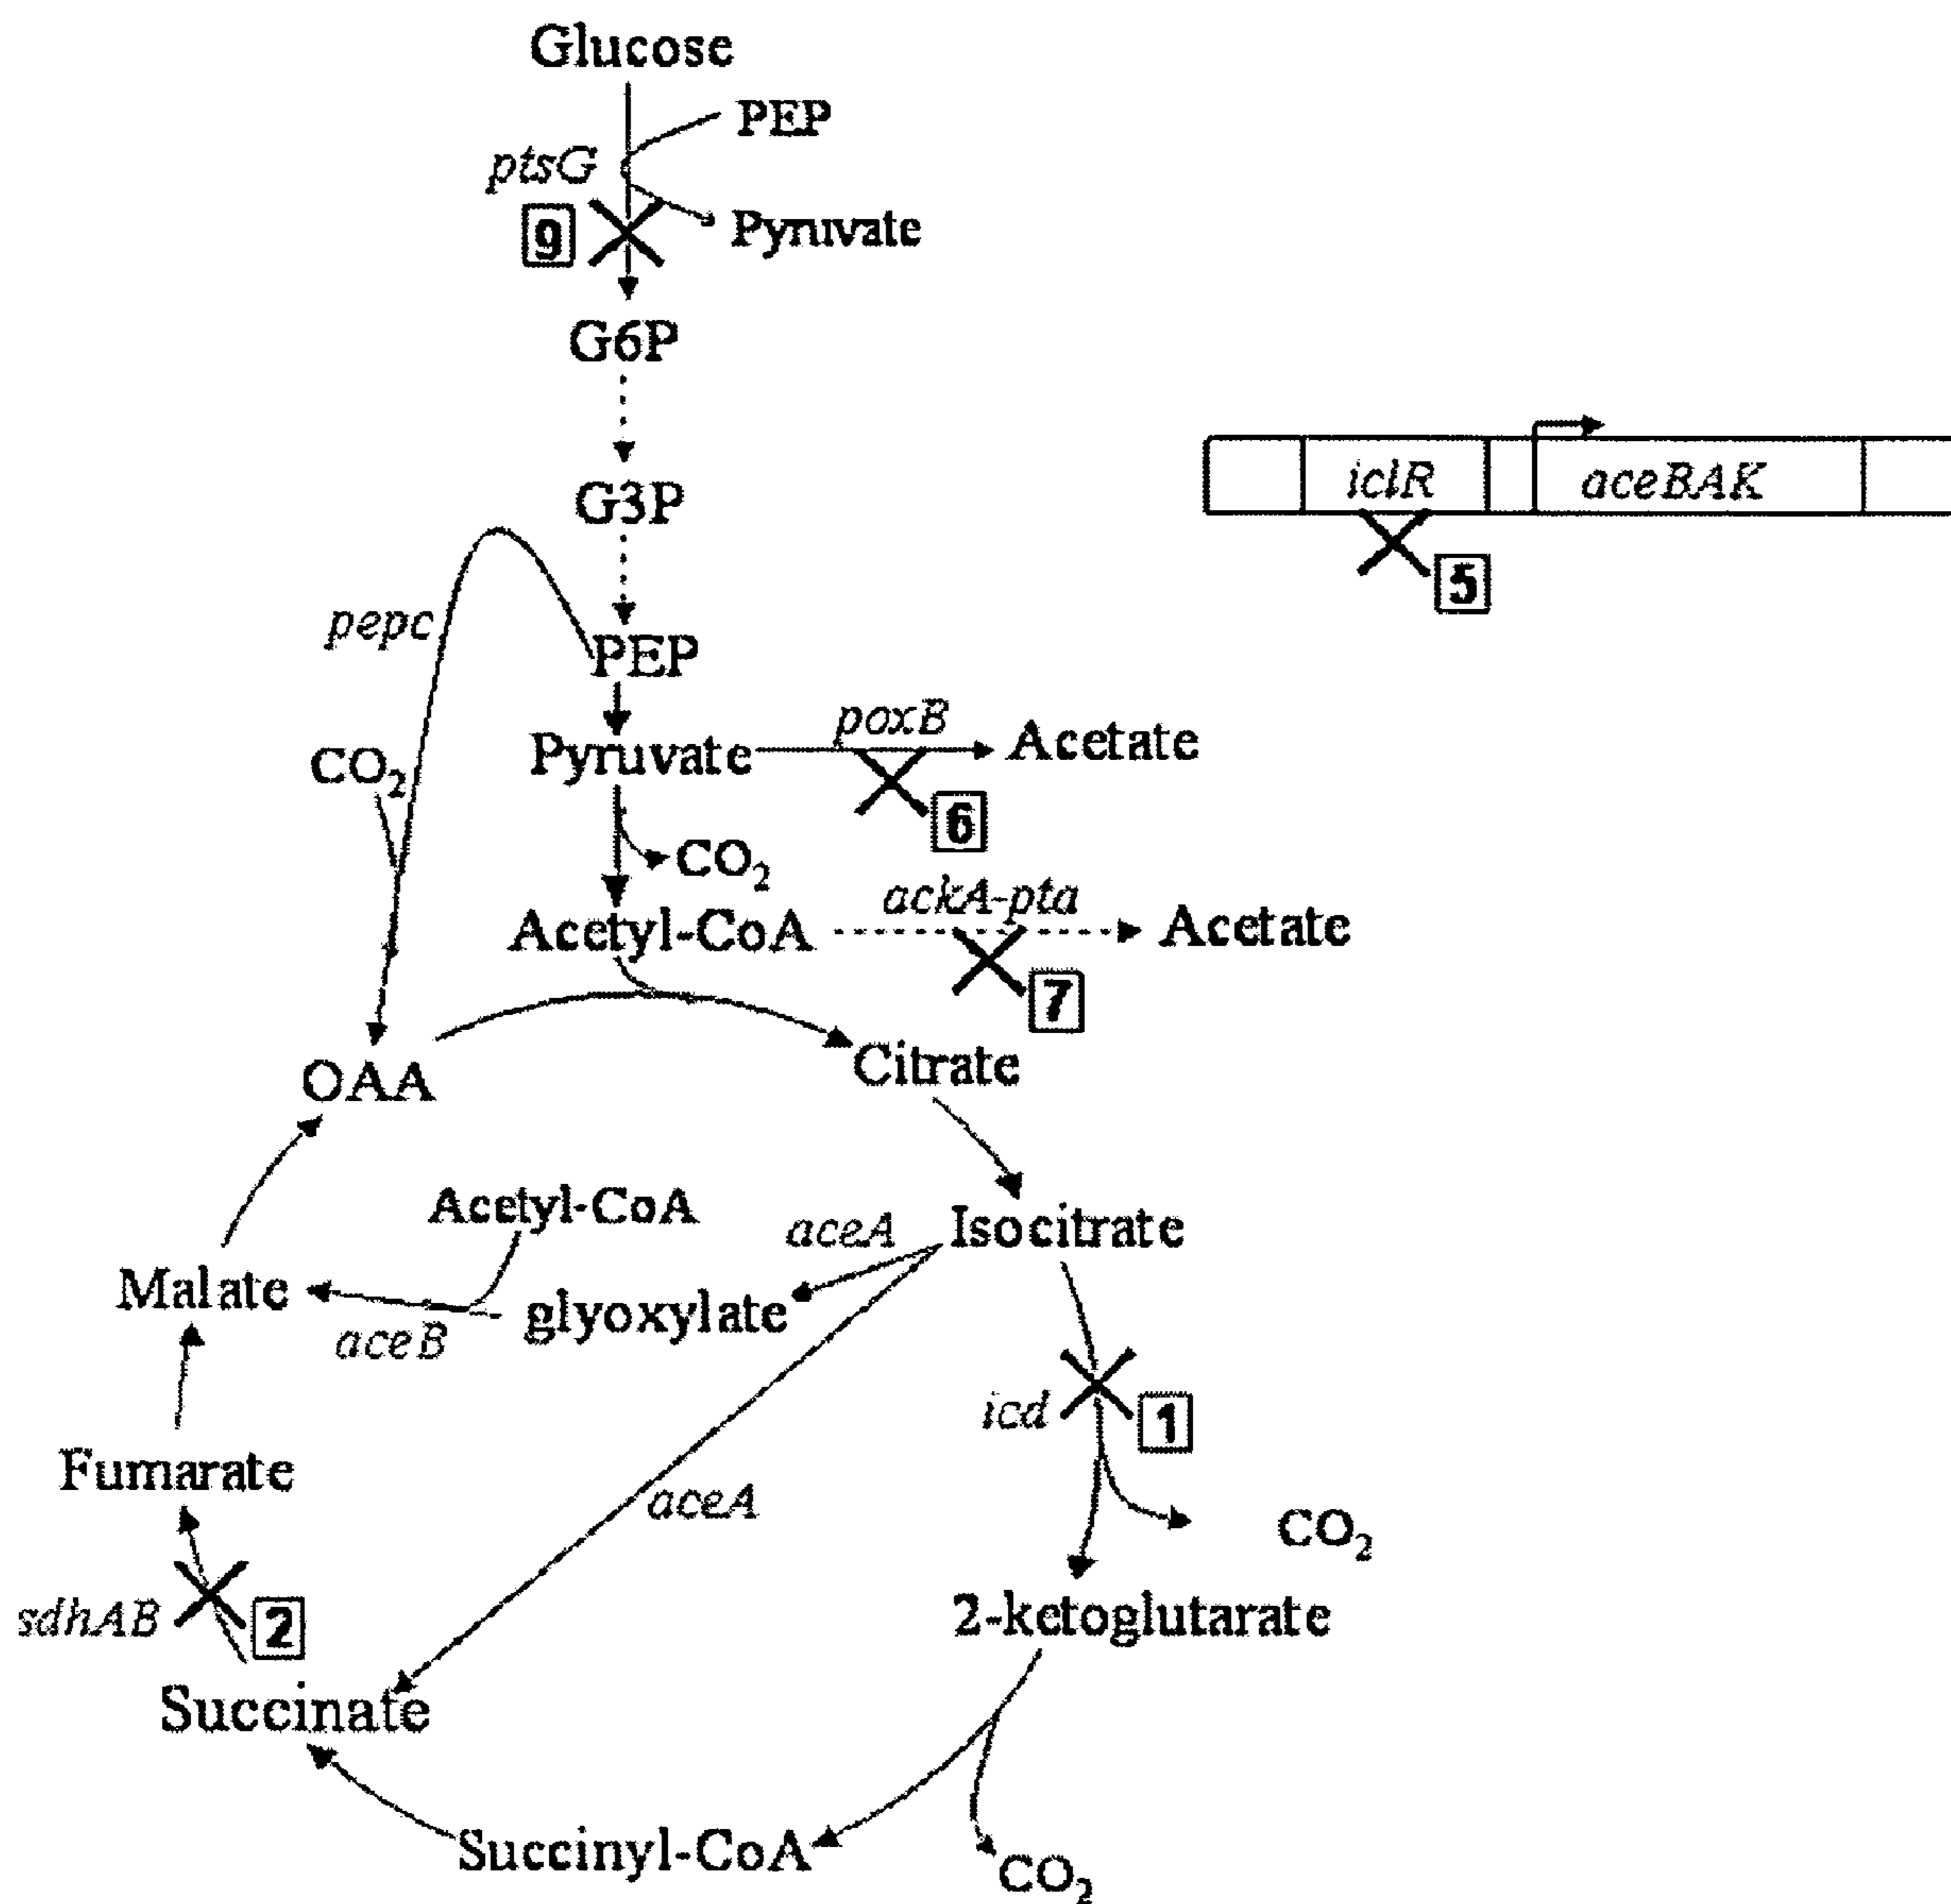 Glucose
PEP
ptsG
9
Pyruvate
G6P
iclR aceBAK
5
G3P
pepc
PEP
poxB
Pyruvate
Acetate
CO2
6
CO2
ackA-pta
Acetyl-CoA
Acetate
7
OAA
Citrate
Acetyl-CoA
aceA
Isocitrate
Malate
glyoxylate
aceB
icd
1
Fumarate
aceA
CO2
sdhAB
2
2-ketoglutarate
Succinate
Succinyl-CoA
CO2